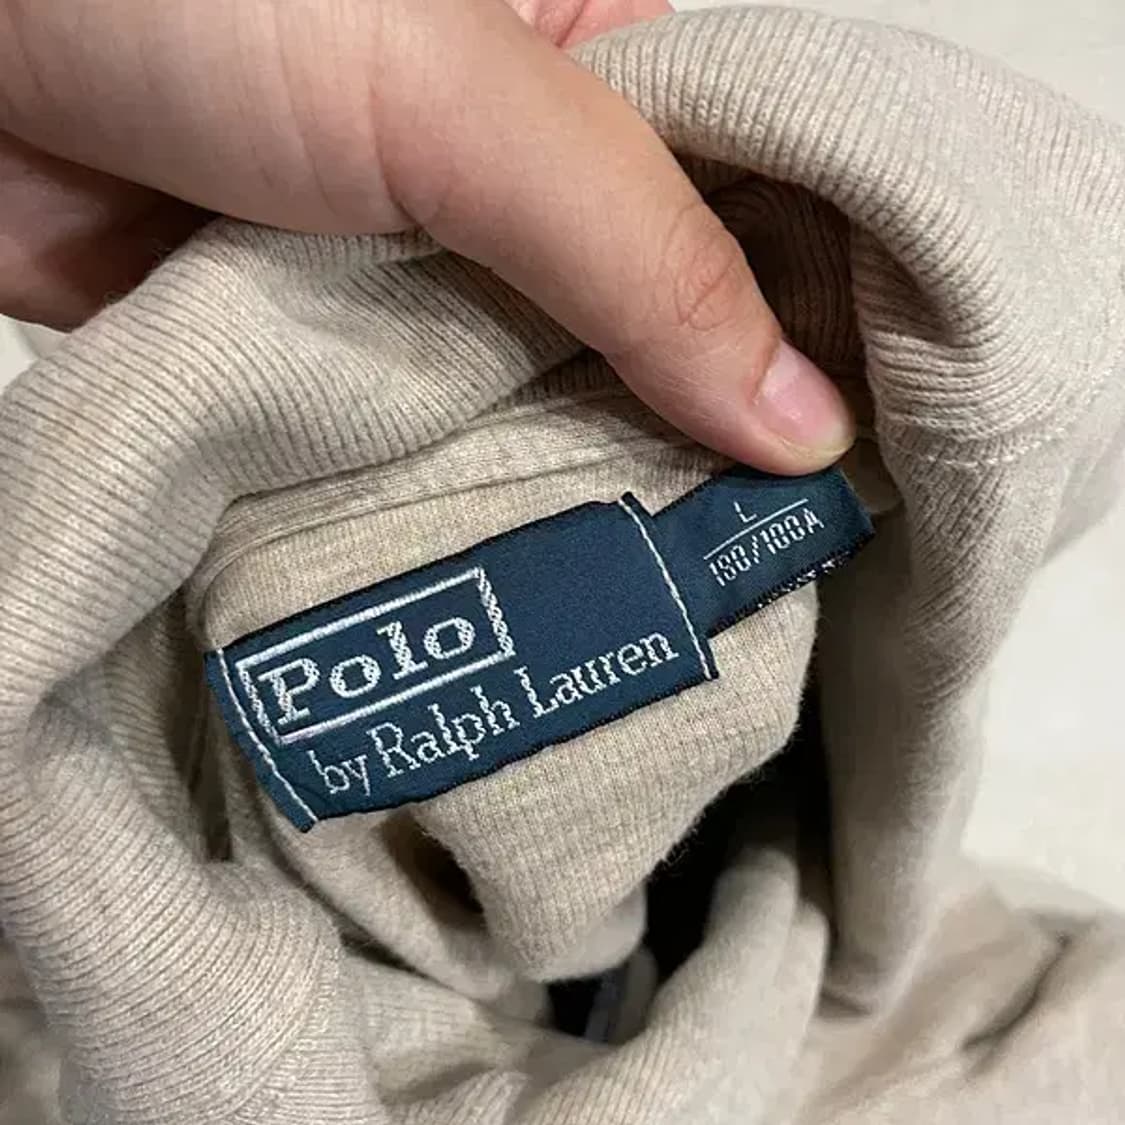 Polo
by Ralph Lauren
L
180/100A